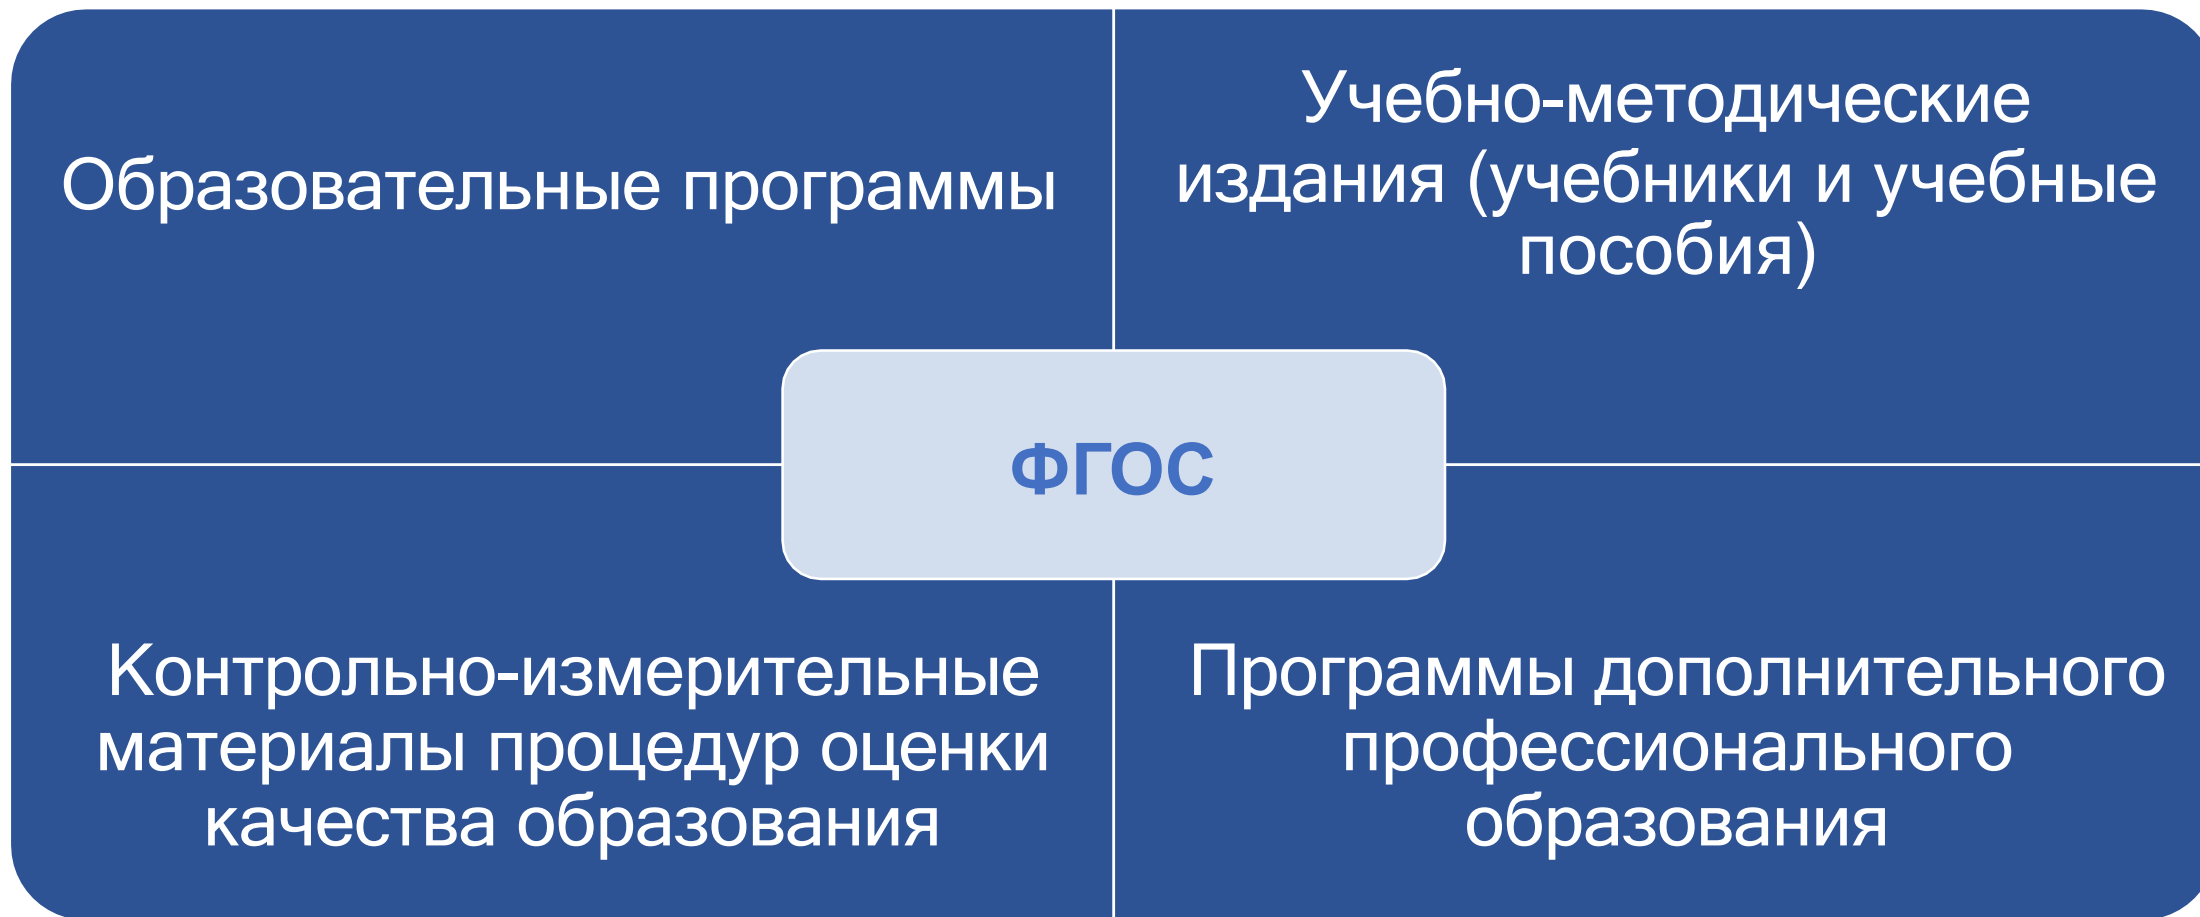 Образовательные программы
Учебно-методические
издания (учебники и учебные
пособия)
ФГОС
Контрольно-измерительные
материалы процедур оценки
качества образования
Программы дополнительного
профессионального
образования